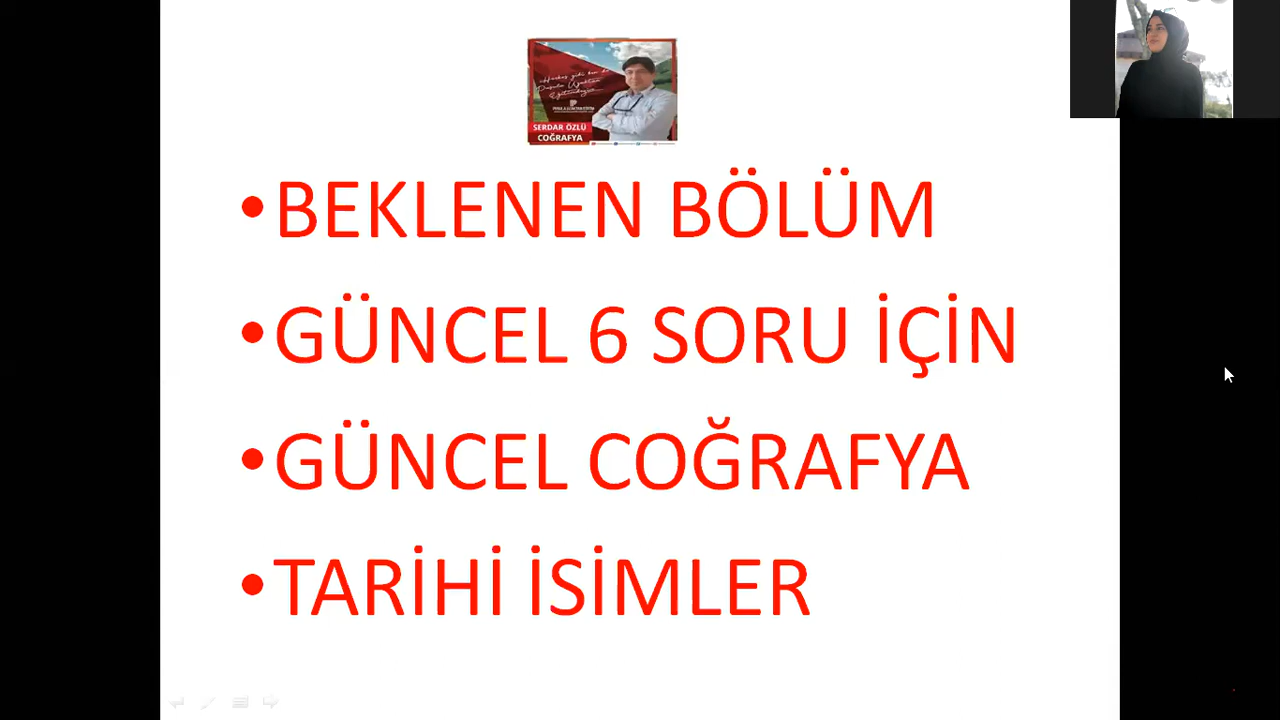 SERDAR ÖZLÜ
COĞRAFYA
•BEKLENEN BÖLÜM
•GÜNCEL 6 SORU İÇİN
•GÜNCEL COĞRAFYA
•TARİHİ İSİMLER